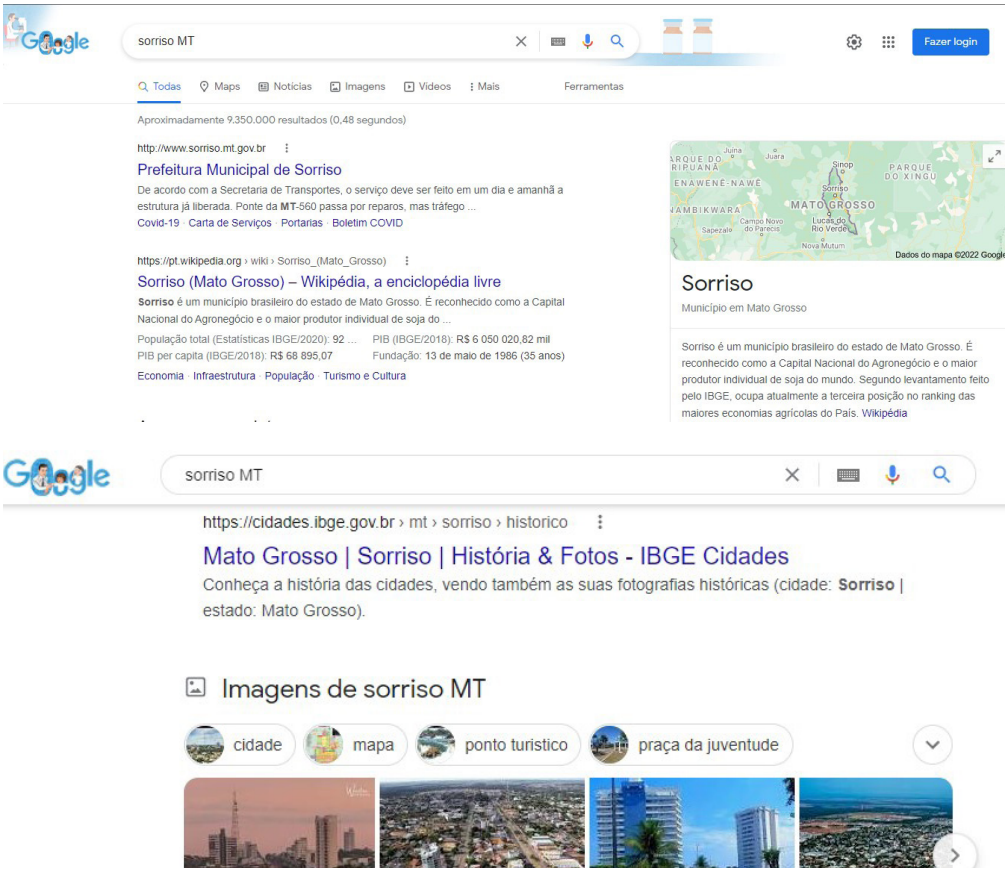 Google
sorriso MT
Fazer login
Todas
Maps
Notícias
Imagens
Vídeos
Mais
Ferramentas
Aproximadamente 9.350.000 resultados (0,48 segundos)
http://www.sorriso.mt.gov.br
Prefeitura Municipal de Sorriso
De acordo com a Secretaria de Transportes, o serviço deve ser feito em um dia e amanhã a
estrutura já liberada. Ponte da MT-560 passa por reparos, mas tráfego ...
Covid-19 · Carta de Serviços · Portarias · Boletim COVID
https://pt.wikipedia.org › wiki › Sorriso_(Mato_Grosso)
Sorriso (Mato Grosso) – Wikipédia, a enciclopédia livre
Sorriso é um município brasileiro do estado de Mato Grosso. É reconhecido como a Capital
Nacional do Agronegócio e o maior produtor individual de soja do ...
População total (Estatísticas IBGE/2020): 92 ... PIB (IBGE/2018): R$ 6 050 020,82 mil
PIB per capita (IBGE/2018): R$ 68 895,07 Fundação: 13 de maio de 1986 (35 anos)
Economia · Infraestrutura · População · Turismo e Cultura
Juína
Juara
ARQUE DO
RIPUANÃ
Sinop
PARQUE
DO XINGU
ENAWENÊ-NAWÊ
Sorriso
MATO GROSSO
NAMBIKWARA
Campo Novo
do Parecis
Lucas do
Rio Verde
Sapezalo
Nova Mutum
Dados do mapa ©2022 Google
Sorriso
Município em Mato Grosso
Sorriso é um município brasileiro do estado de Mato Grosso. É
reconhecido como a Capital Nacional do Agronegócio e o maior
produtor individual de soja do mundo. Segundo levantamento feito
pelo IBGE, ocupa atualmente a terceira posição no ranking das
maiores economias agrícolas do País. Wikipédia
Google
sorriso MT
https://cidades.ibge.gov.br › mt › sorriso › historico
Mato Grosso | Sorriso | História & Fotos - IBGE Cidades
Conheça a história das cidades, vendo também as suas fotografias históricas (cidade: Sorriso |
estado: Mato Grosso).
Imagens de sorriso MT
cidade
mapa
ponto turistico
praça da juventude